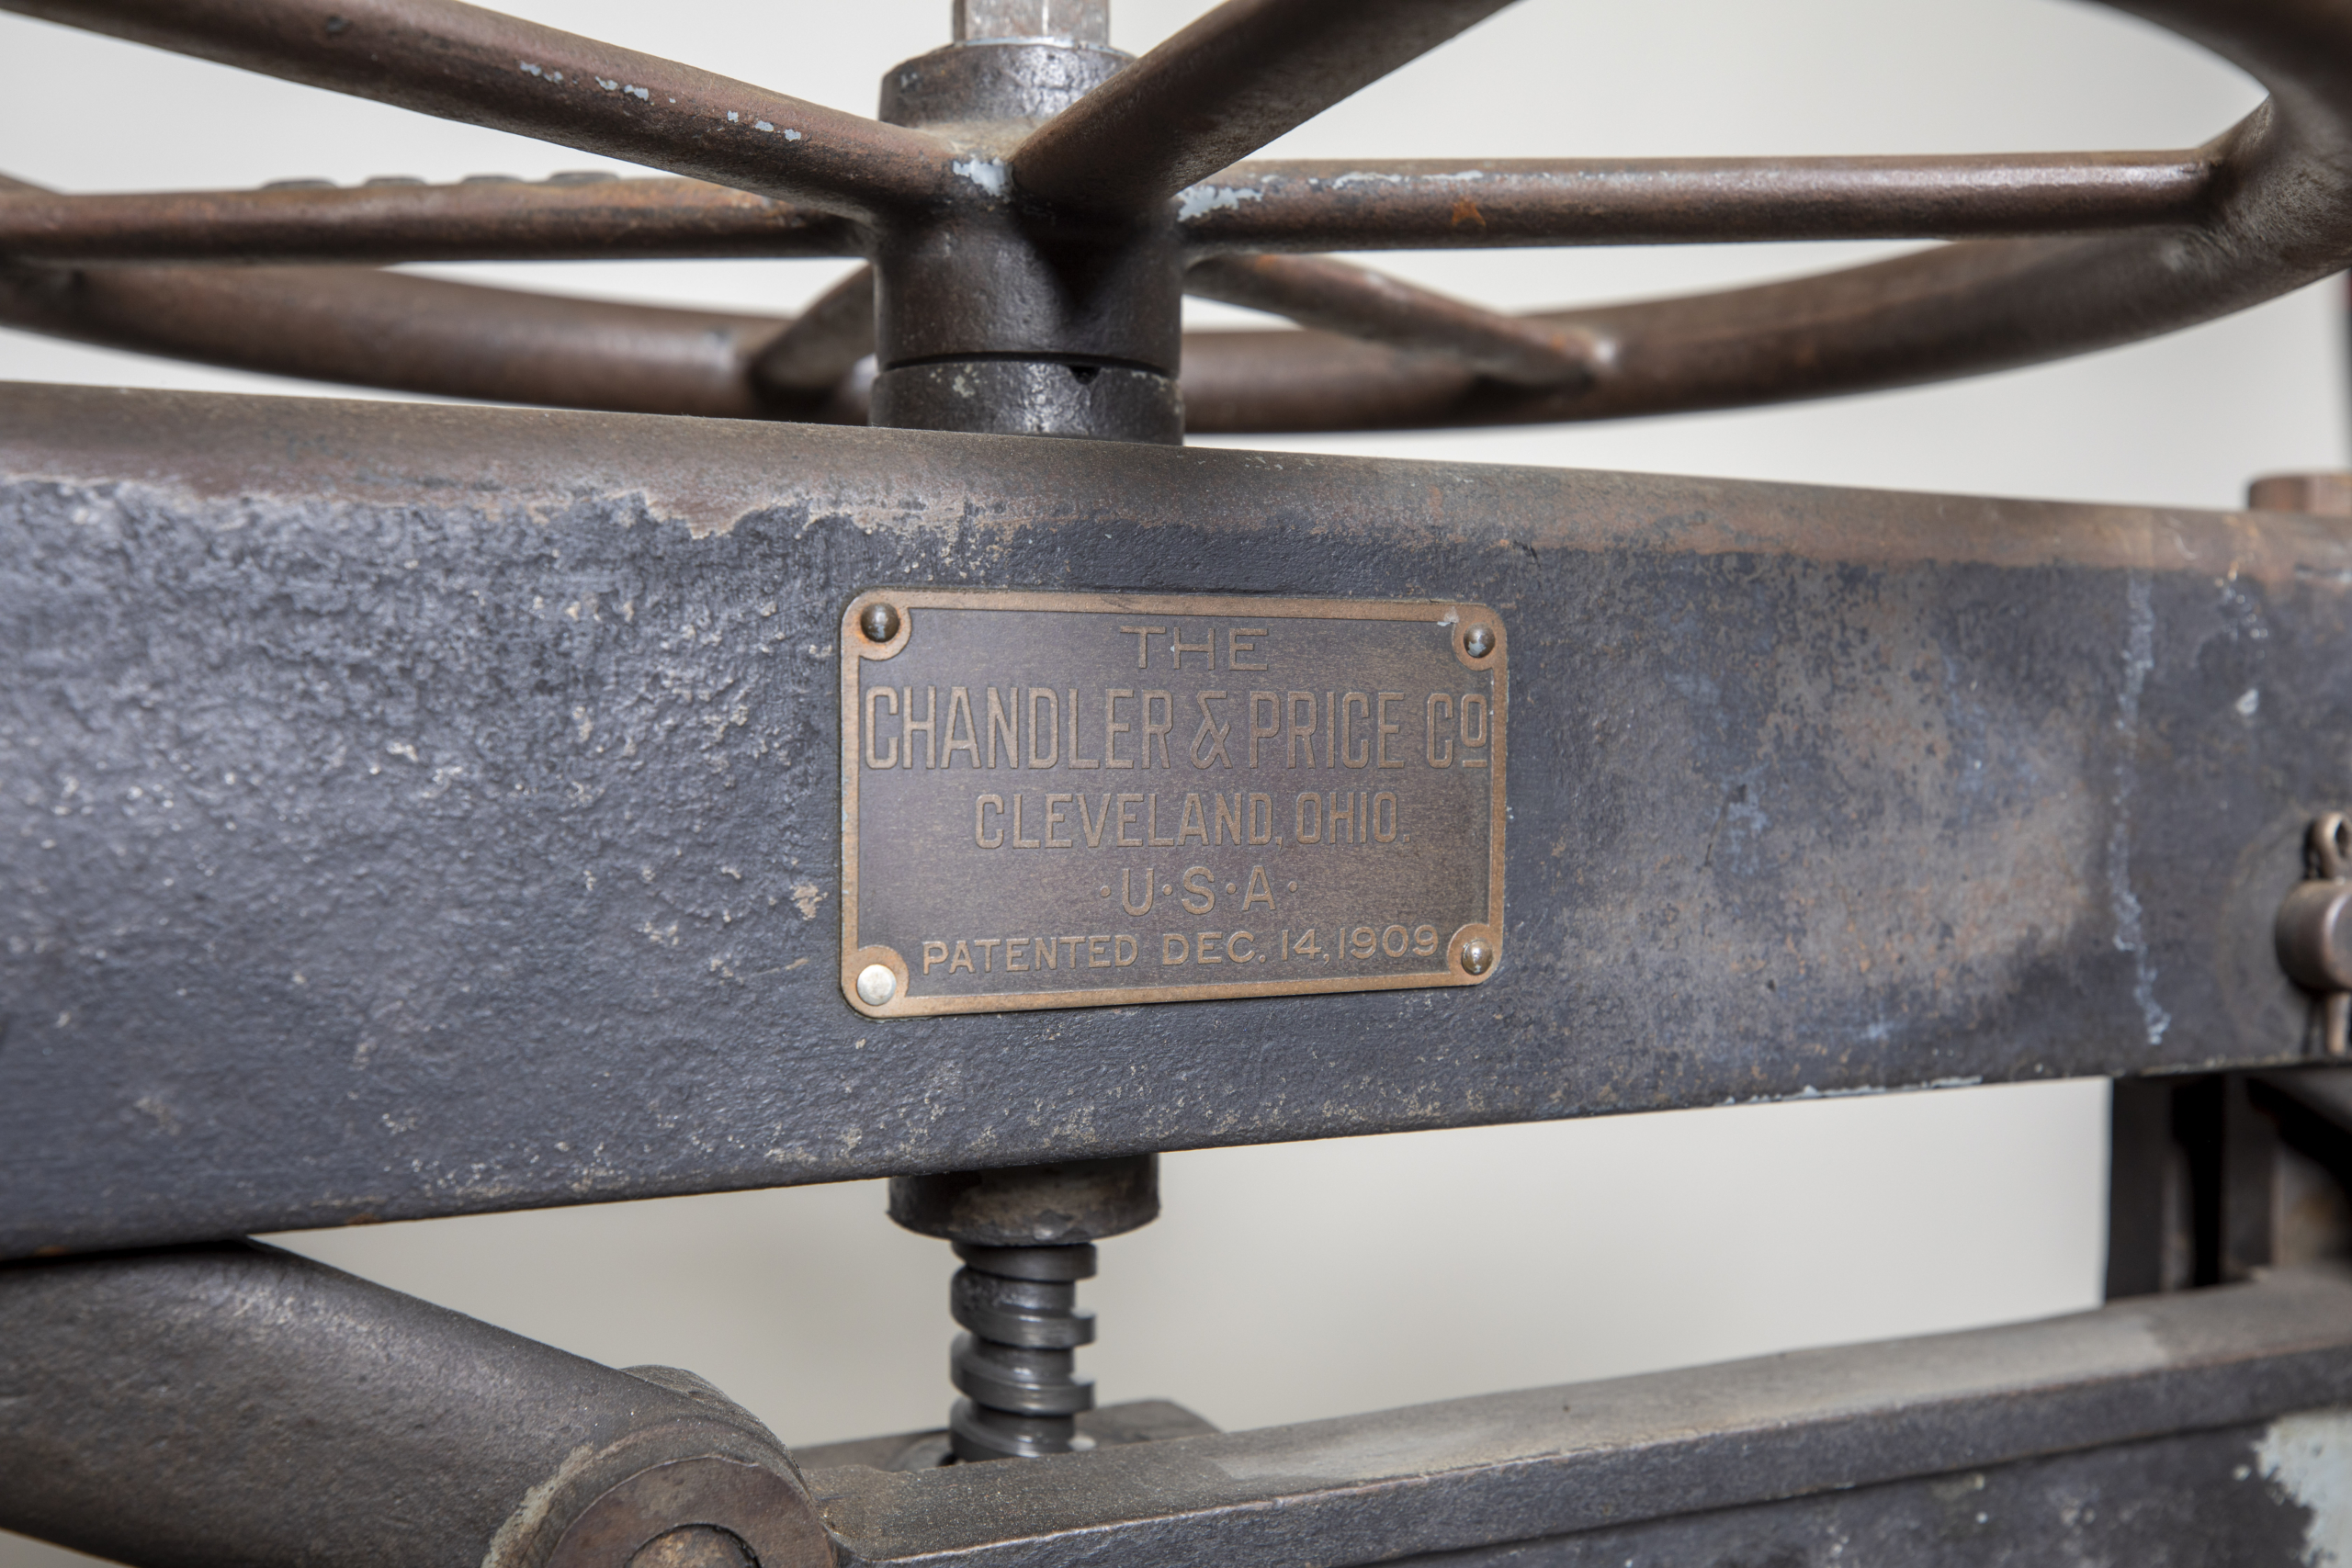 THE
CHANDLER & PRICE CO
CLEVELAND, OHIO.
·U·S·A·
PATENTED DEC. 14, 1909